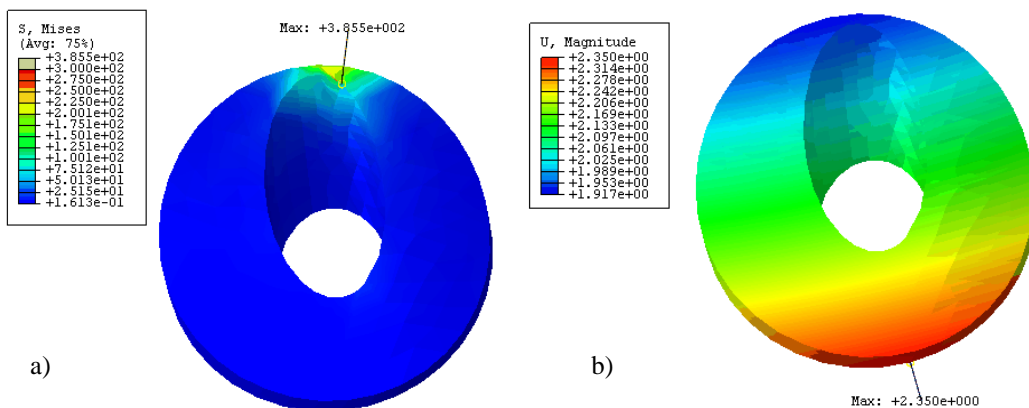 S, Mises
(Avg: 75%)
+3.855e+02
+3.000e+02
+2.750e+02
+2.500e+02
+2.250e+02
+2.001e+02
+1.751e+02
+1.501e+02
+1.251e+02
+1.001e+02
+7.512e+01
+5.013e+01
+2.515e+01
+1.613e-01
Max: +3.855e+002
a)
U, Magnitude
+2.350e+00
+2.314e+00
+2.278e+00
+2.242e+00
+2.206e+00
+2.169e+00
+2.133e+00
+2.097e+00
+2.061e+00
+2.025e+00
+1.989e+00
+1.953e+00
+1.917e+00
b)
Max: +2.350e+000